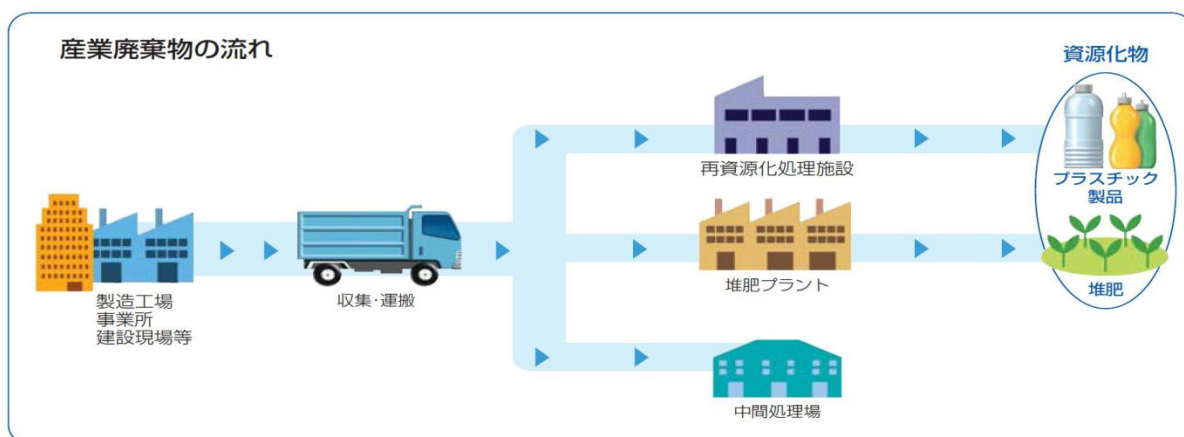 産業廃棄物の流れ
資源化物
再資源化処理施設
プラスチック
製品
製造工場
事業所
建設現場等
収集・運搬
堆肥プラント
堆肥
中間処理場